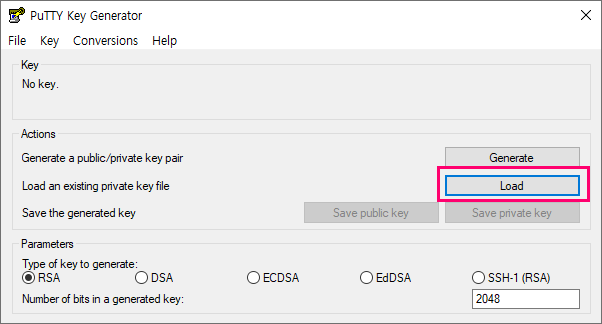 PuTTY Key Generator
File Key Conversions Help
Key
No key.
Actions
Generate a public/private key pair Generate
Load an existing private key file Load
Save the generated key Save public key Save private key
Parameters
Type of key to generate:
RSA DSA ECDSA EdDSA SSH-1 (RSA)
Number of bits in a generated key: 2048